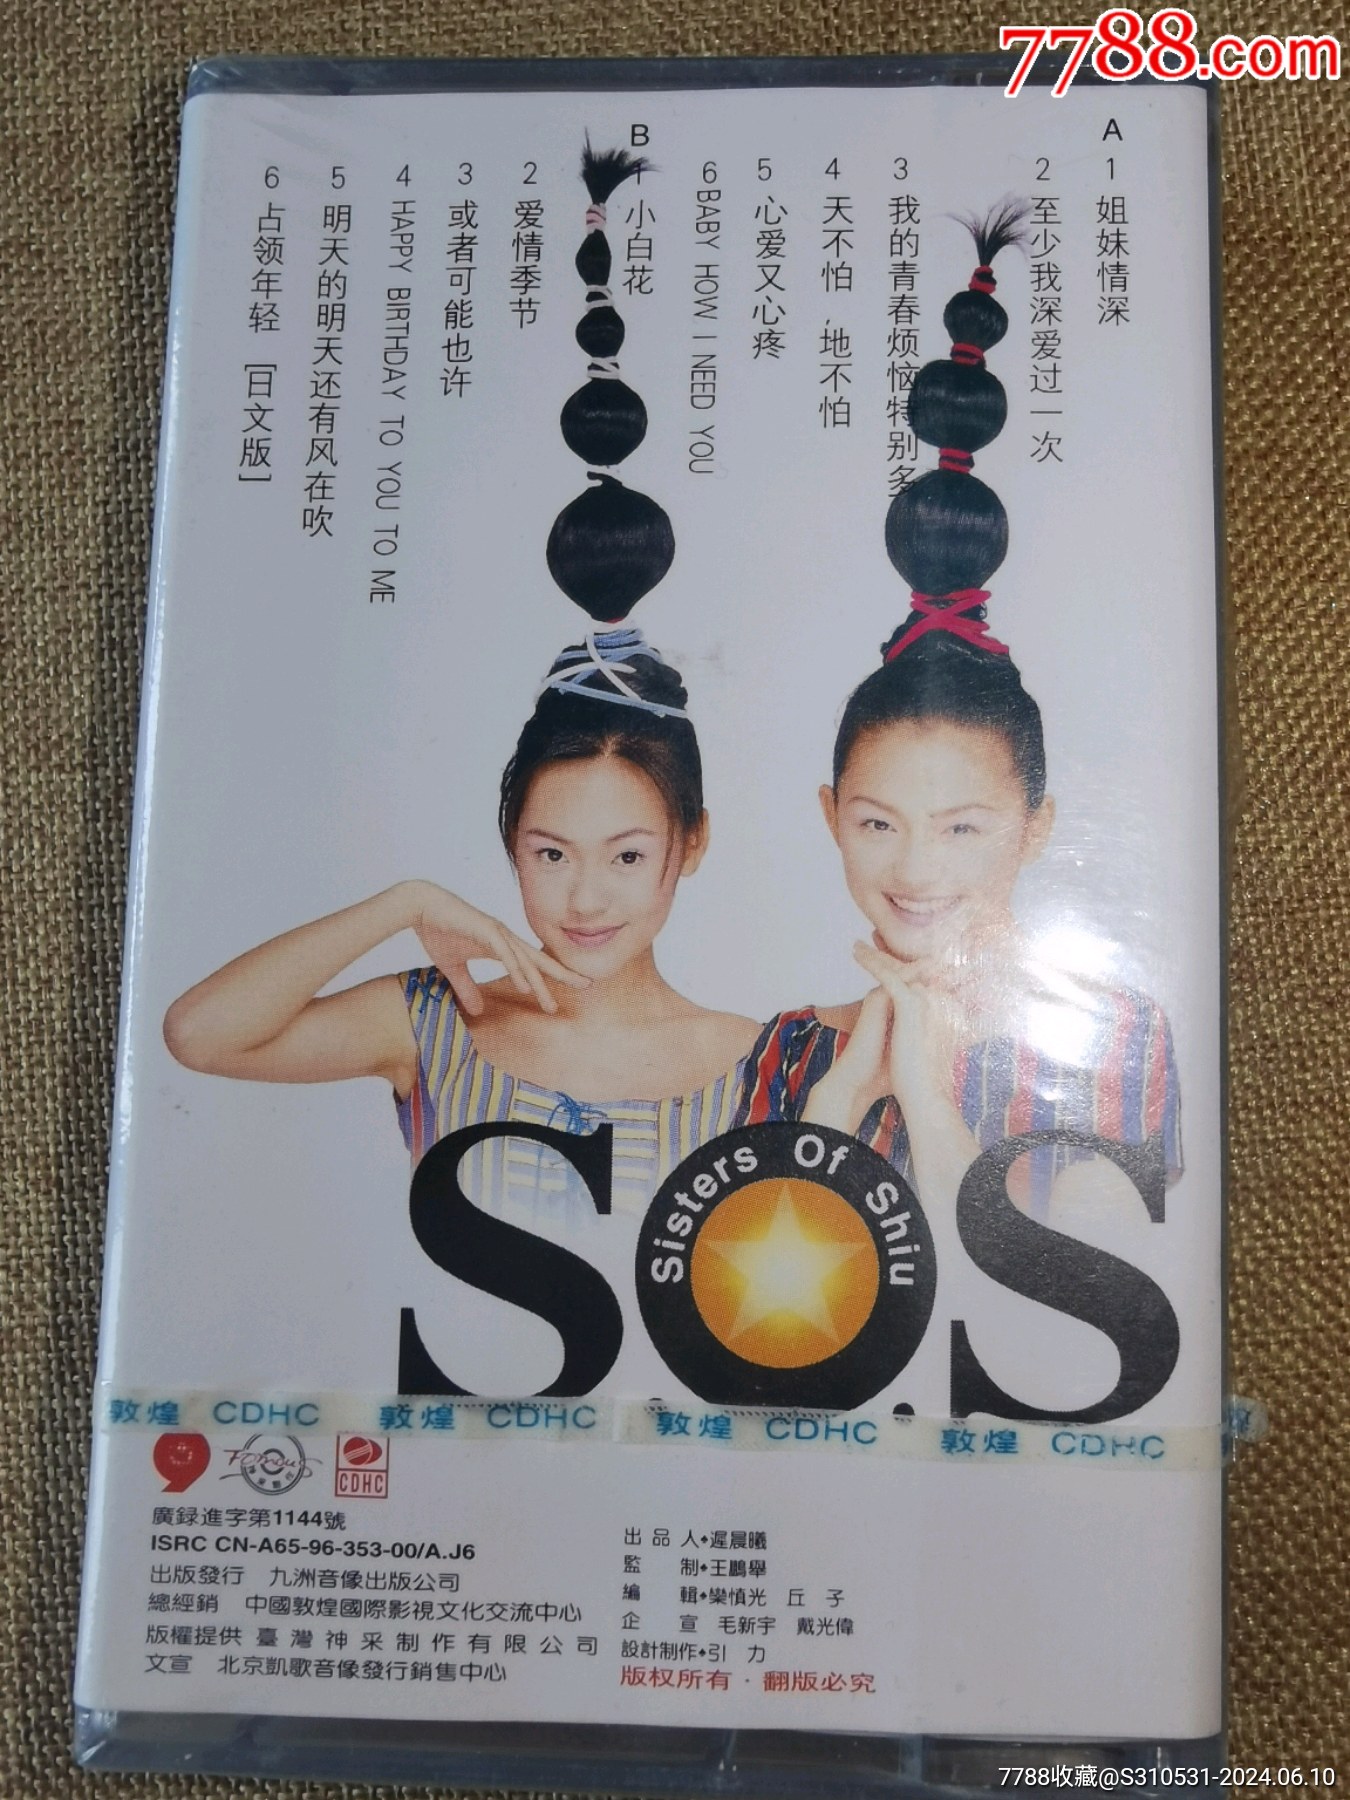 7788.com
A
1 姐妹情深
2 至少我深爱过一次
3 我的青春烦恼特别多
4 天不怕,地不怕
5 心爱又心疼
6 BABY HOW I NEED YOU
B
1 小白花
2 爱情季节
3 或者可能也许
4 HAPPY BIRTHDAY TO YOU TO ME
5 明天的明天还有风在吹
6 占领年轻 [日文版]
S.O.S
Sisters Of Shiu
敦煌 CDHC 敦煌 CDHC 敦煌 CDHC 敦煌 CDHC
Famous
CDHC
廣録進字第1144號
ISRC CN-A65-96-353-00/A.J6
出版發行 九洲音像出版公司
總經銷 中國敦煌國際影視文化交流中心
版權提供 臺灣神采制作有限公司
文宣 北京凱歌音像發行銷售中心
出品人◆遲晨曦
監 制◆王鵬舉
編 輯◆欒慎光 丘 子
企 宣 毛新宇 戴光偉
設計制作◆引 力
版权所有·翻版必究
7788收藏@S310531-2024.06.10